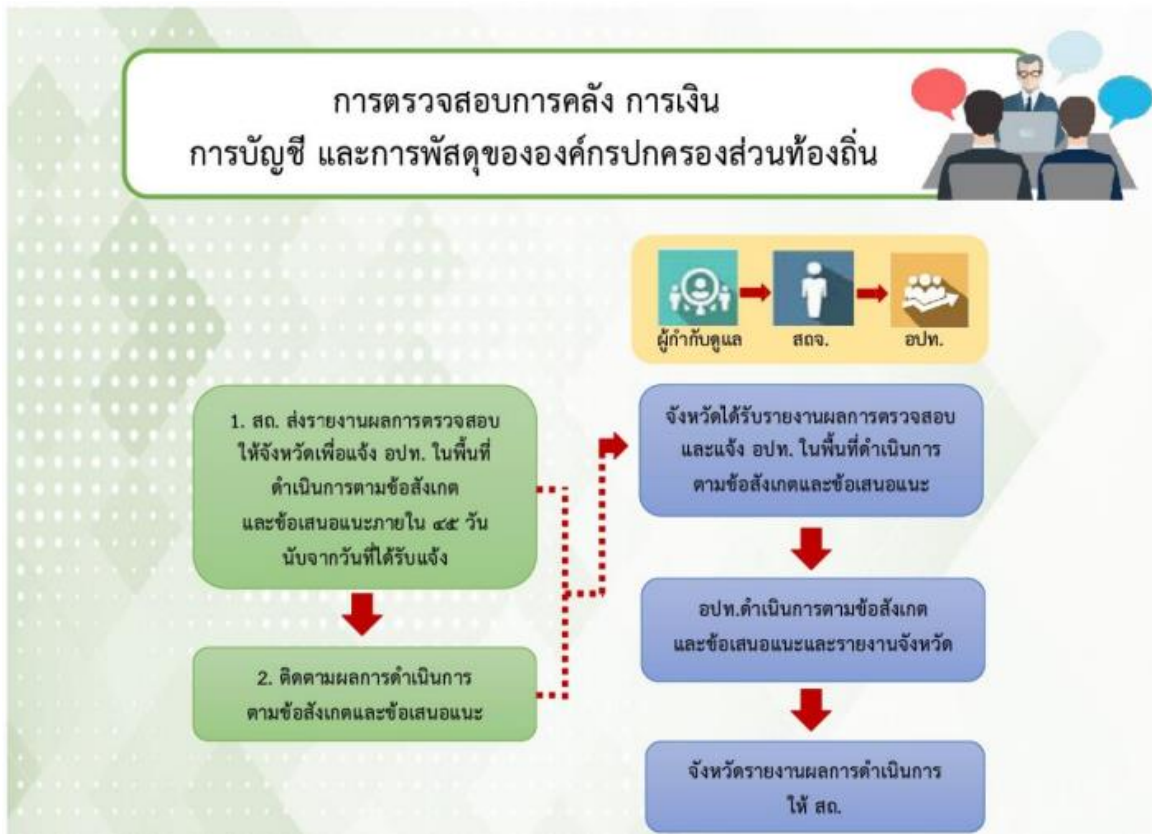 การตรวจสอบการคลัง การเงิน
การบัญชี และการพัสดุขององค์กรปกครองส่วนท้องถิ่น
ผู้กำกับดูแล
สถจ.
อปท.
1. สถ. ส่งรายงานผลการตรวจสอบ
ให้จังหวัดเพื่อแจ้ง อปท. ในพื้นที่
ดำเนินการตามข้อสังเกต
และข้อเสนอแนะภายใน ๔๕ วัน
นับจากวันที่ได้รับแจ้ง
2. ติดตามผลการดำเนินการ
ตามข้อสังเกตและข้อเสนอแนะ
จังหวัดได้รับรายงานผลการตรวจสอบ
และแจ้ง อปท. ในพื้นที่ดำเนินการ
ตามข้อสังเกตและข้อเสนอแนะ
อปท.ดำเนินการตามข้อสังเกต
และข้อเสนอแนะและรายงานจังหวัด
จังหวัดรายงานผลการดำเนินการ
ให้ สถ.